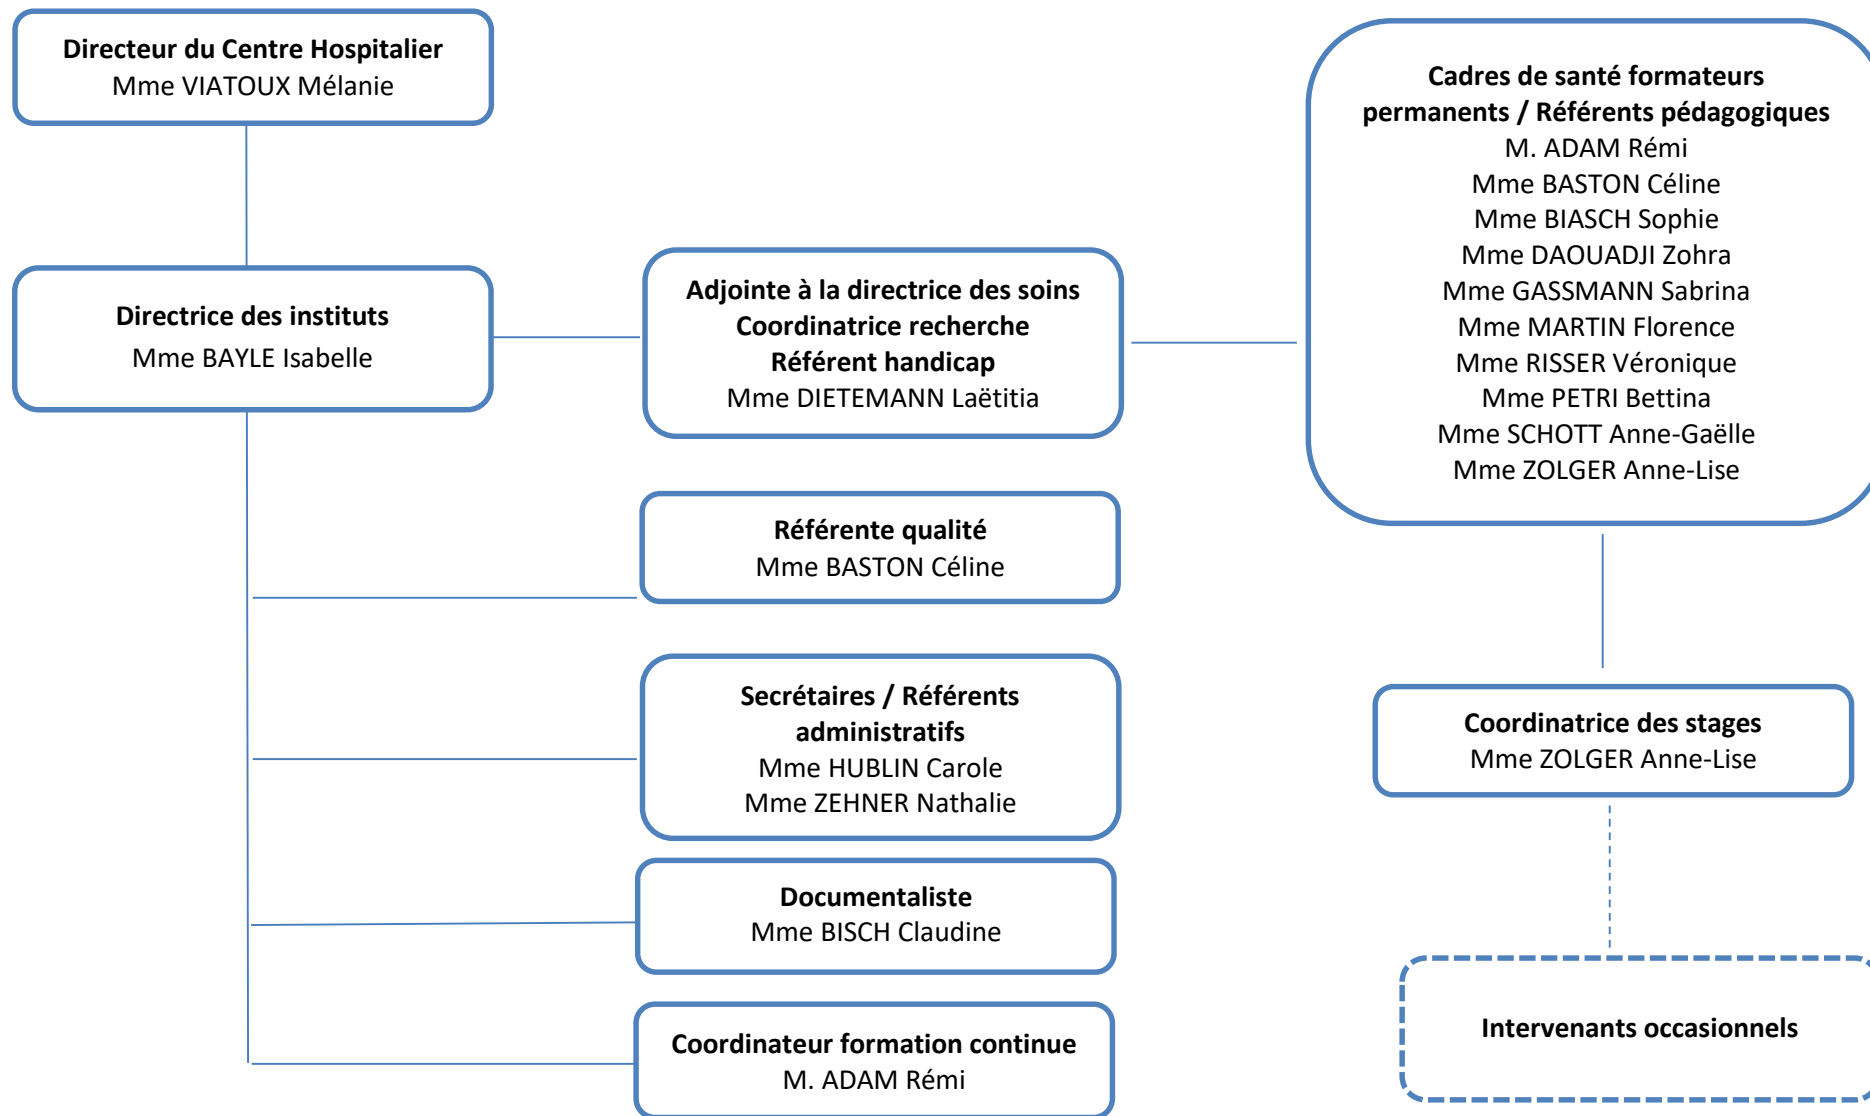 Directeur du Centre Hospitalier
Mme VIATOUX Mélanie
Directrice des instituts
Mme BAYLE Isabelle
Adjointe à la directrice des soins
Coordinatrice recherche
Référent handicap
Mme DIETEMANN Laëtitia
Référente qualité
Mme BASTON Céline
Secrétaires / Référents
administratifs
Mme HUBLIN Carole
Mme ZEHNER Nathalie
Documentaliste
Mme BISCH Claudine
Coordinateur formation continue
M. ADAM Rémi
Cadres de santé formateurs
permanents / Référents pédagogiques
M. ADAM Rémi
Mme BASTON Céline
Mme BIASCH Sophie
Mme DAOUADJI Zohra
Mme GASSMANN Sabrina
Mme MARTIN Florence
Mme RISSER Véronique
Mme PETRI Bettina
Mme SCHOTT Anne-Gaëlle
Mme ZOLGER Anne-Lise
Coordinatrice des stages
Mme ZOLGER Anne-Lise
Intervenants occasionnels